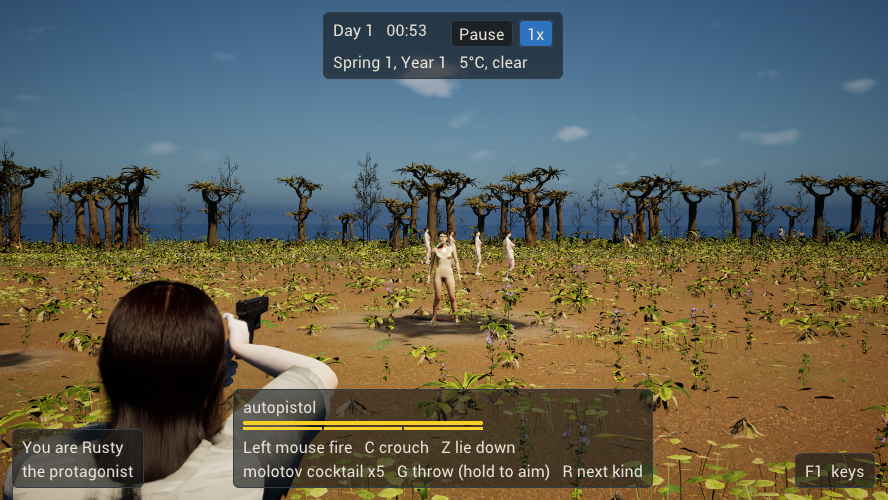 Day 1 00:53 Pause 1x
Spring 1, Year 1 5°C, clear
autopistol
Left mouse fire C crouch Z lie down
molotov cocktail x5 G throw (hold to aim) R next kind
You are Rusty
the protagonist
F1 keys